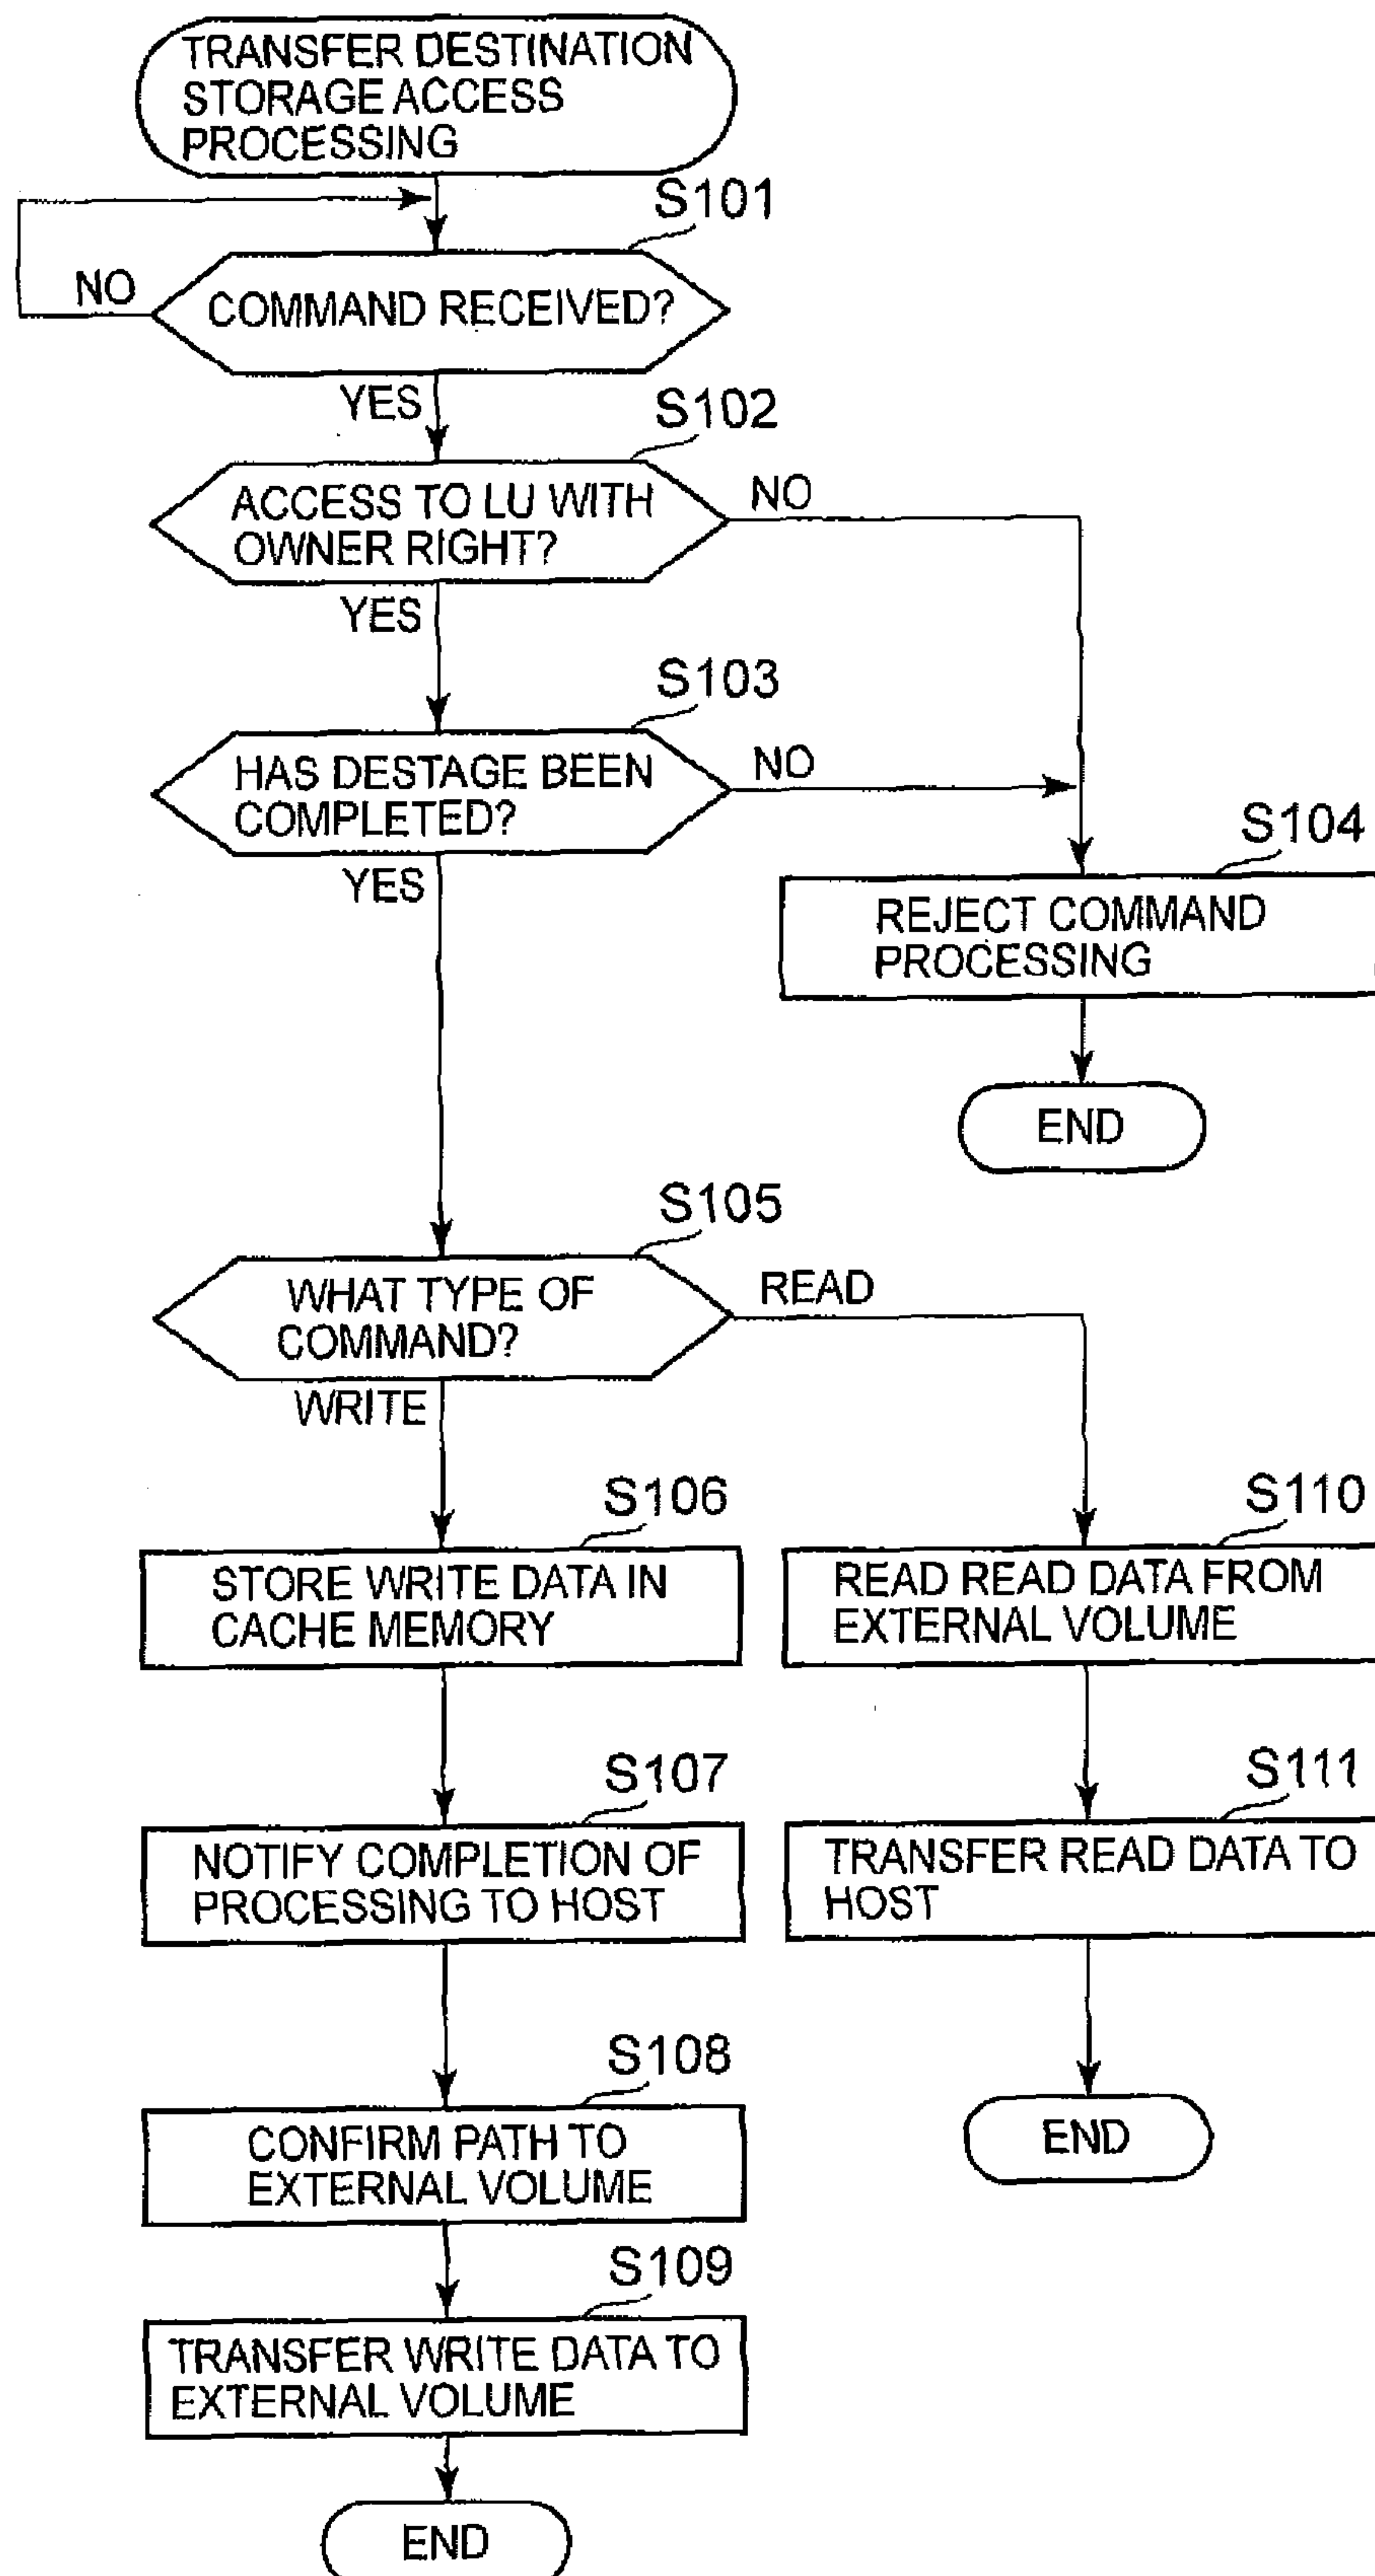 TRANSFER DESTINATION
STORAGE ACCESS
PROCESSING
S101
NO
COMMAND RECEIVED?
YES
S102
ACCESS TO LU WITH
OWNER RIGHT?
NO
YES
S103
HAS DESTAGE BEEN
COMPLETED?
NO
YES
S104
REJECT COMMAND
PROCESSING
END
S105
WHAT TYPE OF
COMMAND?
READ
WRITE
S106
STORE WRITE DATA IN
CACHE MEMORY
S110
READ READ DATA FROM
EXTERNAL VOLUME
S107
NOTIFY COMPLETION OF
PROCESSING TO HOST
S111
TRANSFER READ DATA TO
HOST
S108
CONFIRM PATH TO
EXTERNAL VOLUME
END
S109
TRANSFER WRITE DATA TO
EXTERNAL VOLUME
END